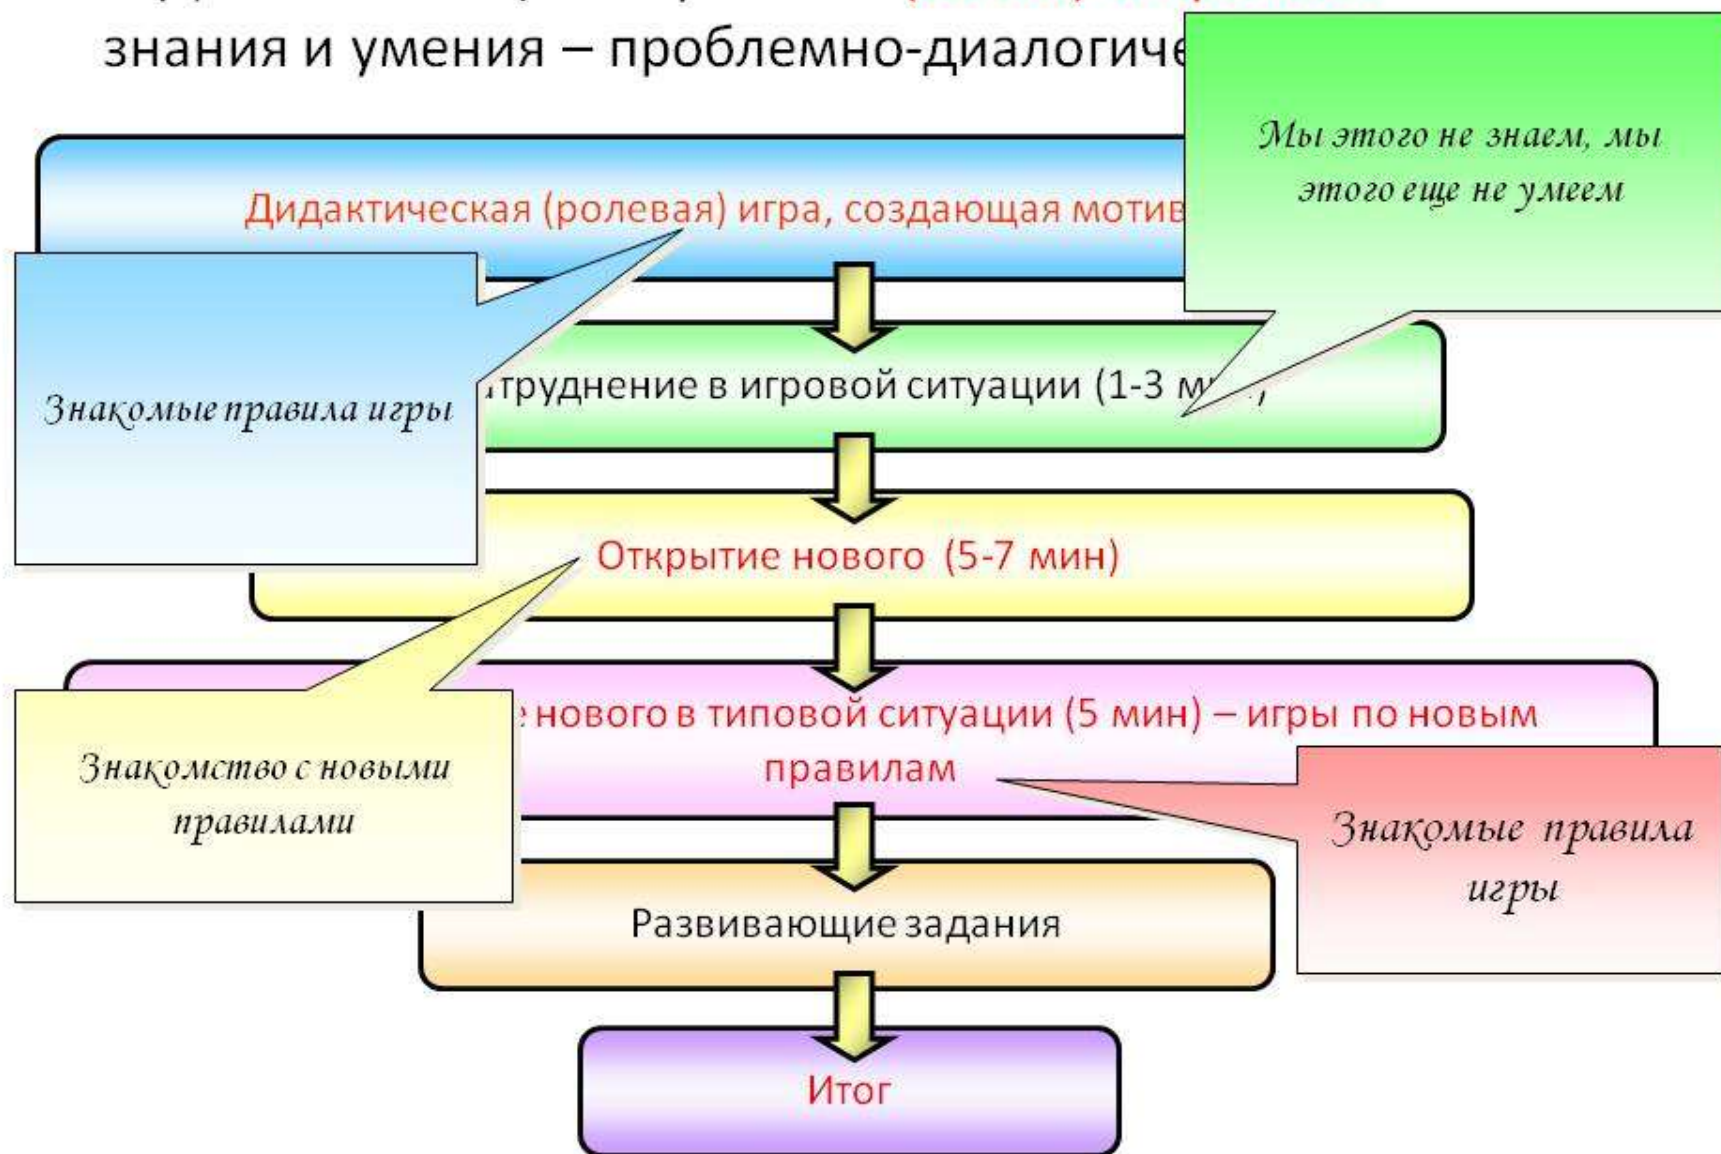 знания и умения – проблемно-диалогиче
Мы этого не знаем, мы
этого еще не умеем
Дидактическая (ролевая) игра, создающая мотив
Знакомые правила игры
труднение в игровой ситуации (1-3 м
Открытие нового (5-7 мин)
е нового в типовой ситуации (5 мин) – игры по новым
правилам
Знакомство с новыми
правилами
Знакомые правила
игры
Развивающие задания
Итог